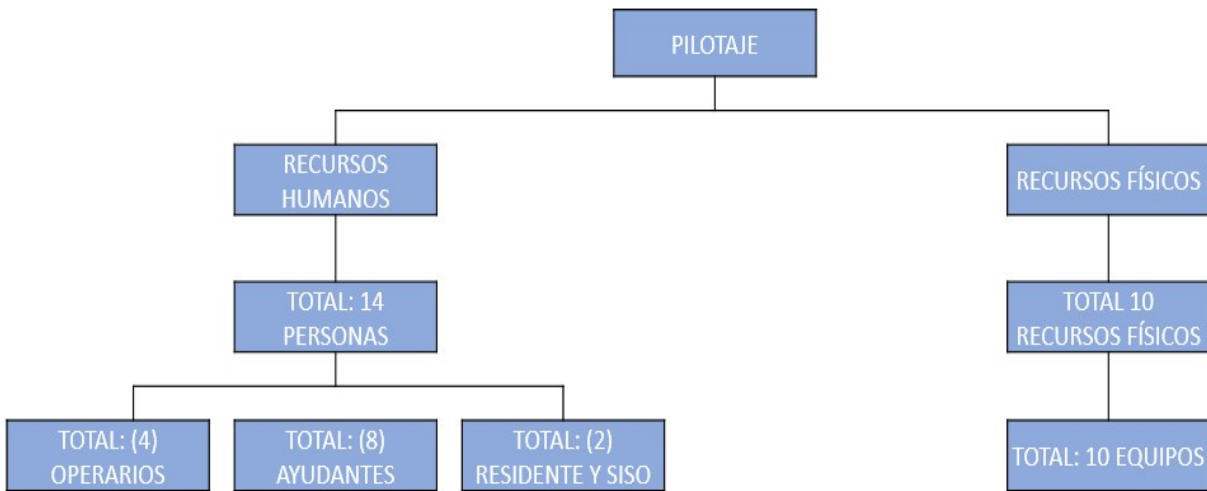 PILOTAJE
RECURSOS
HUMANOS
RECURSOS FÍSICOS
TOTAL: 14
PERSONAS
TOTAL 10
RECURSOS FÍSICOS
TOTAL: (4)
OPERARIOS
TOTAL: (8)
AYUDANTES
TOTAL: (2)
RESIDENTE Y SISO
TOTAL: 10 EQUIPOS